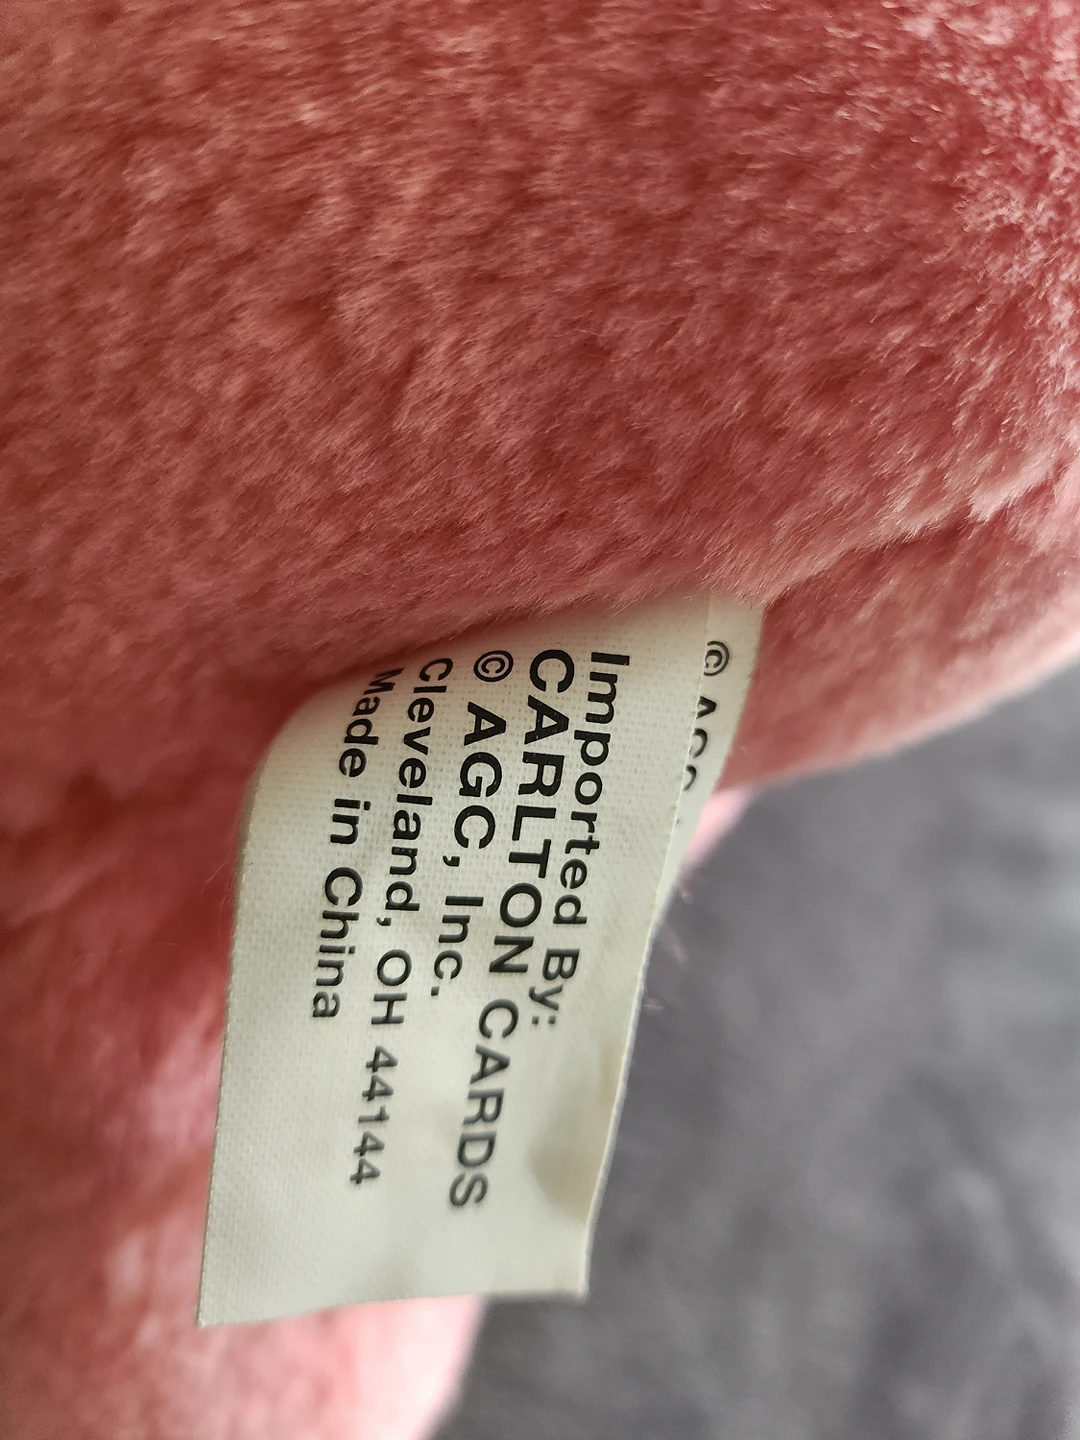 Imported By:
CARLTON CARDS
© AGC, Inc.
Cleveland, OH 44144
Made in China
©